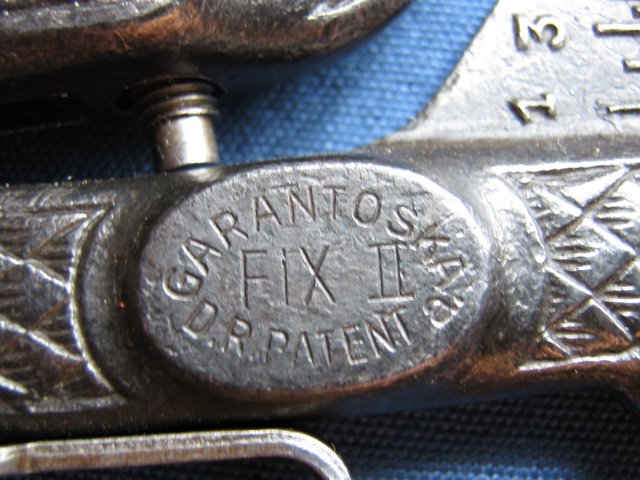 GARANTOSKA
FiX II
D.R.PATENT &